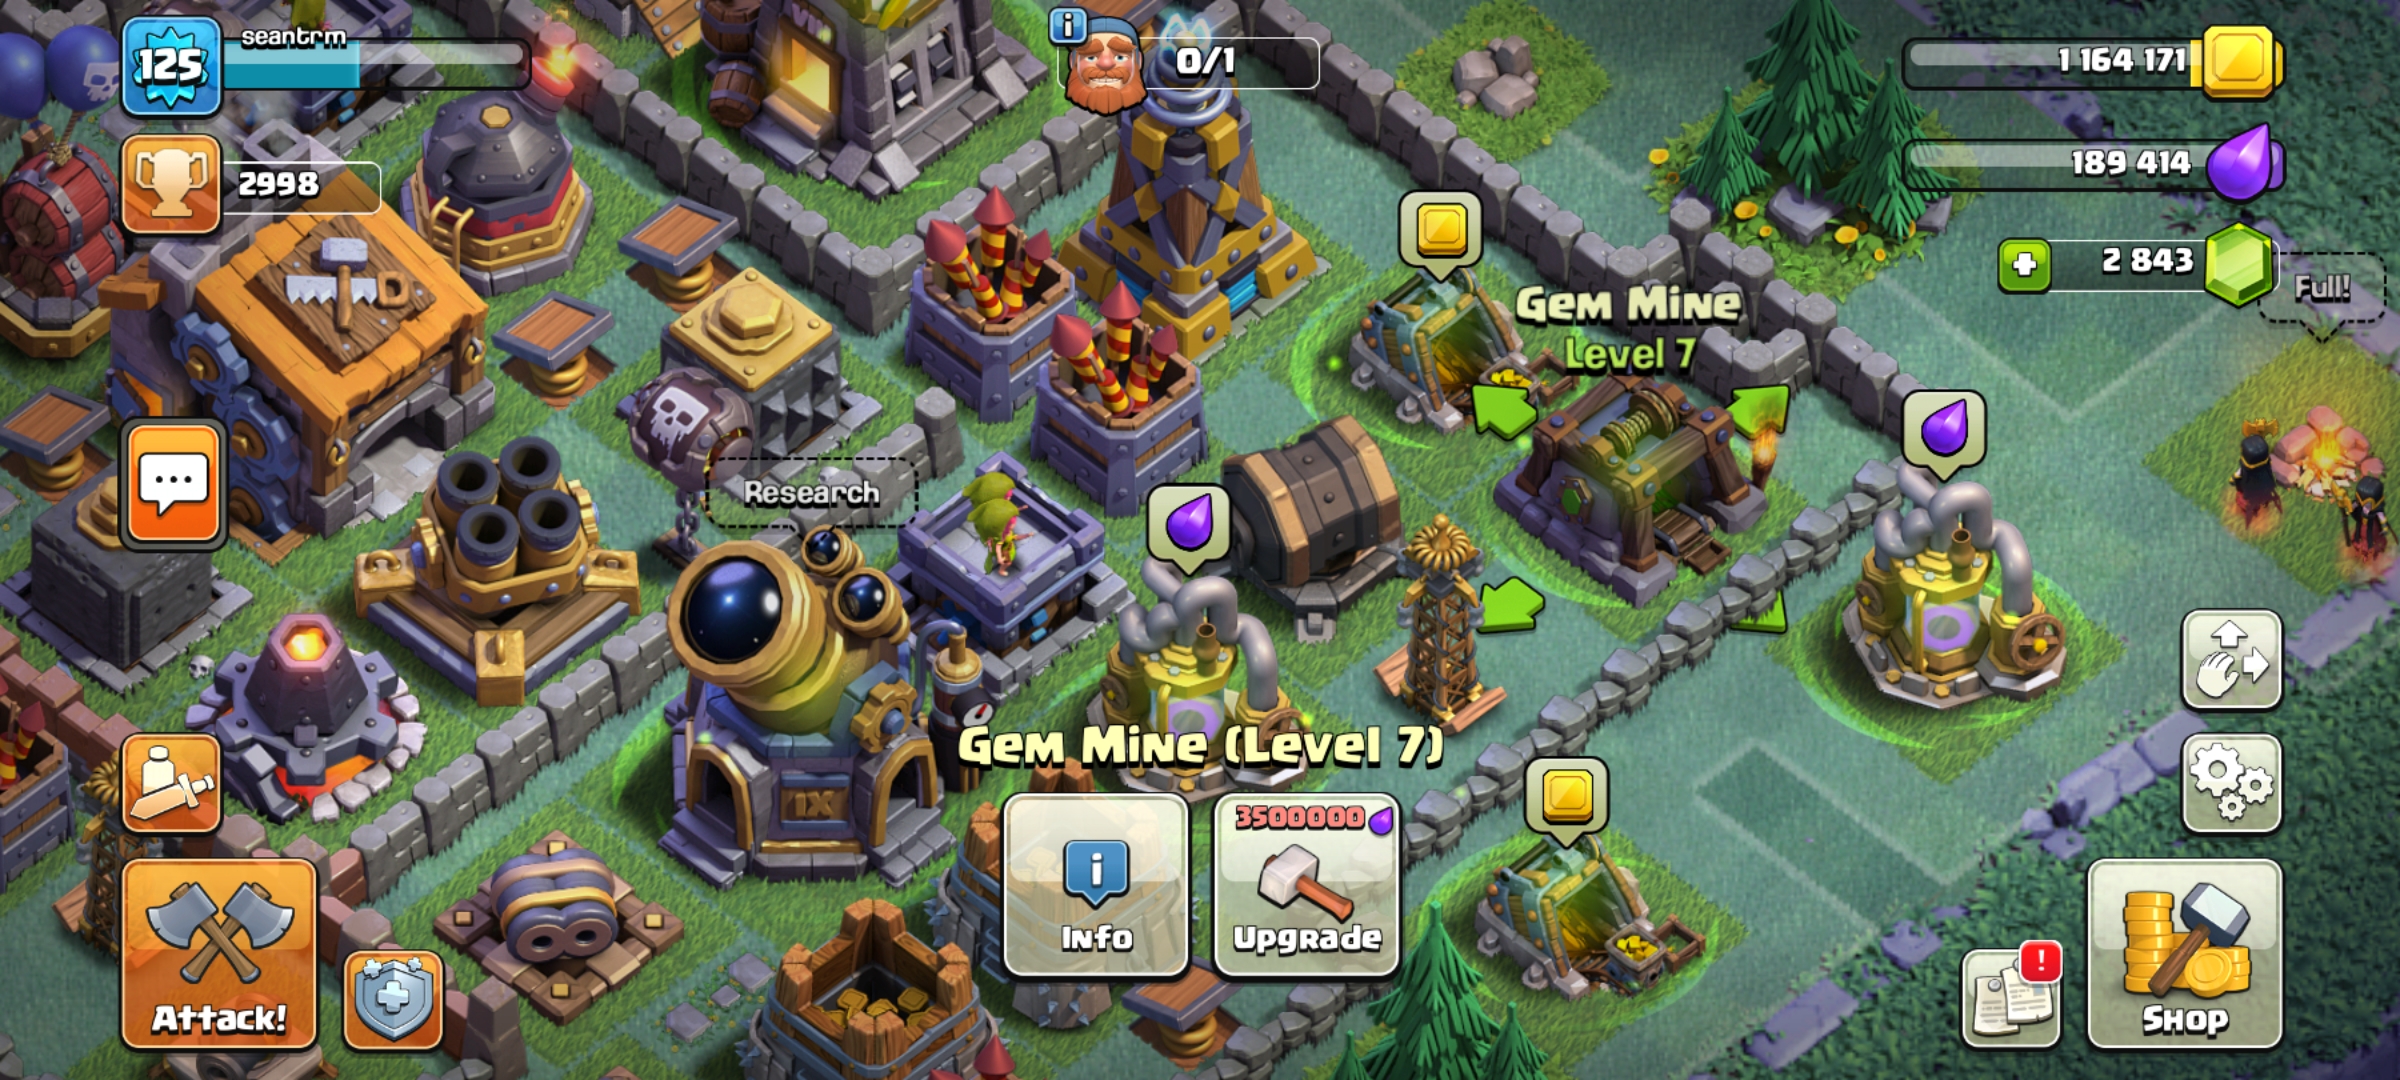 125
seantrm
0/1
1 164 171
2998
189 414
2 843
Full!
Gem Mine
Level 7
Research
Gem Mine (Level 7)
IX
3500000
Info
Upgrade
Attack!
!
Shop